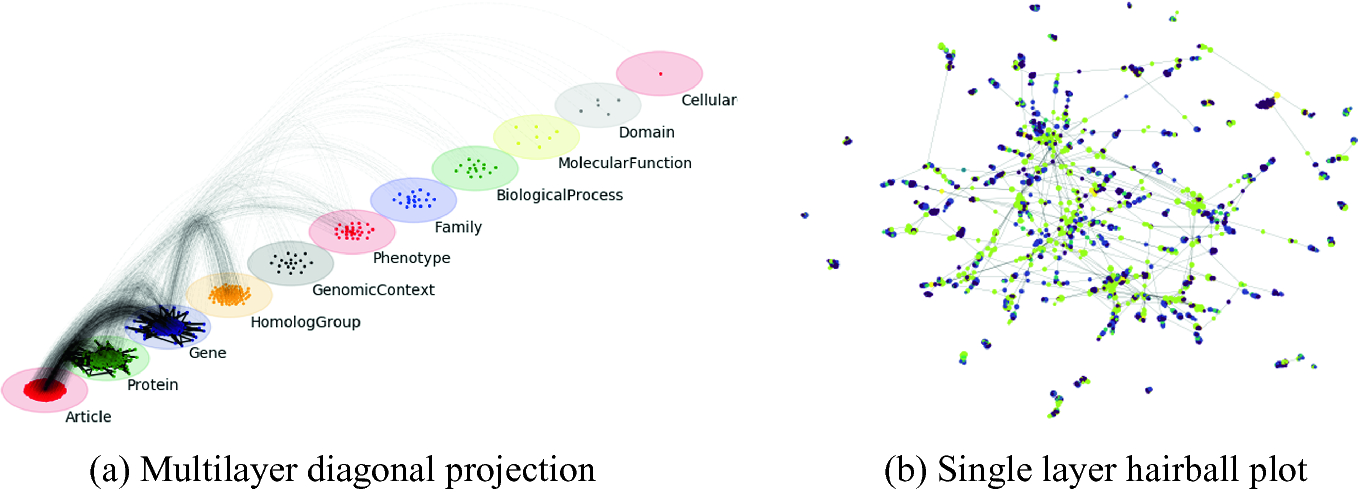 Cellular
Domain
MolecularFunction
BiologicalProcess
Family
Phenotype
GenomicContext
HomologGroup
Gene
Protein
Article
(a) Multilayer diagonal projection
(b) Single layer hairball plot